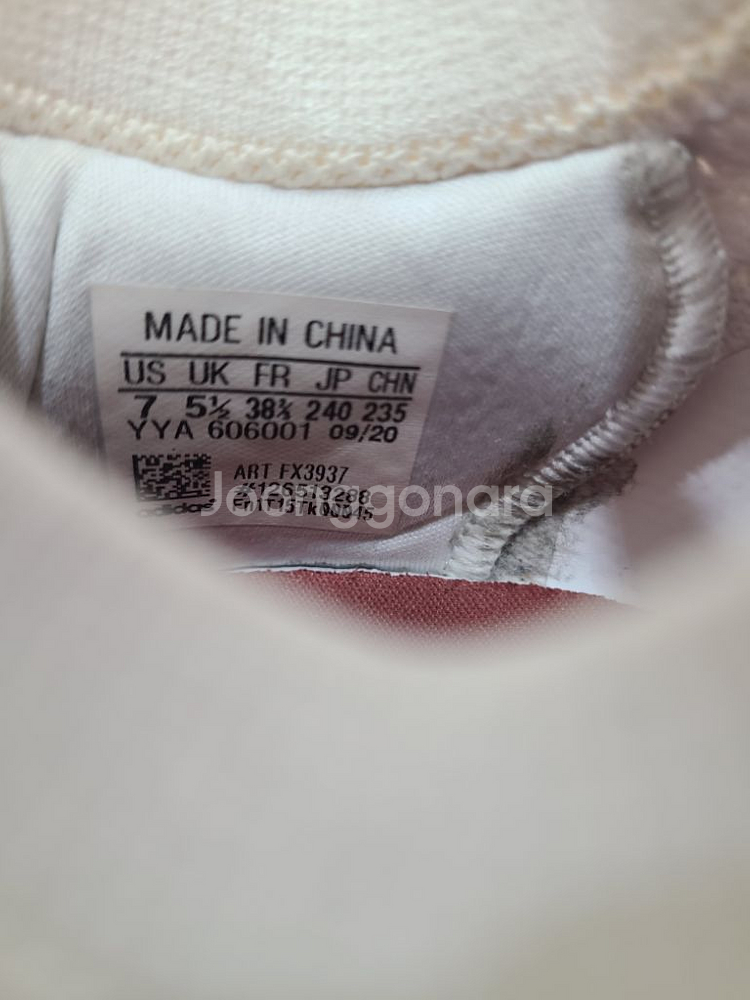 MADE IN CHINA
US UK FR JP CHN
7 5½ 38⅔ 240 235
YYA 606001 09/20
ART FX3937
adidas
Joonggonara